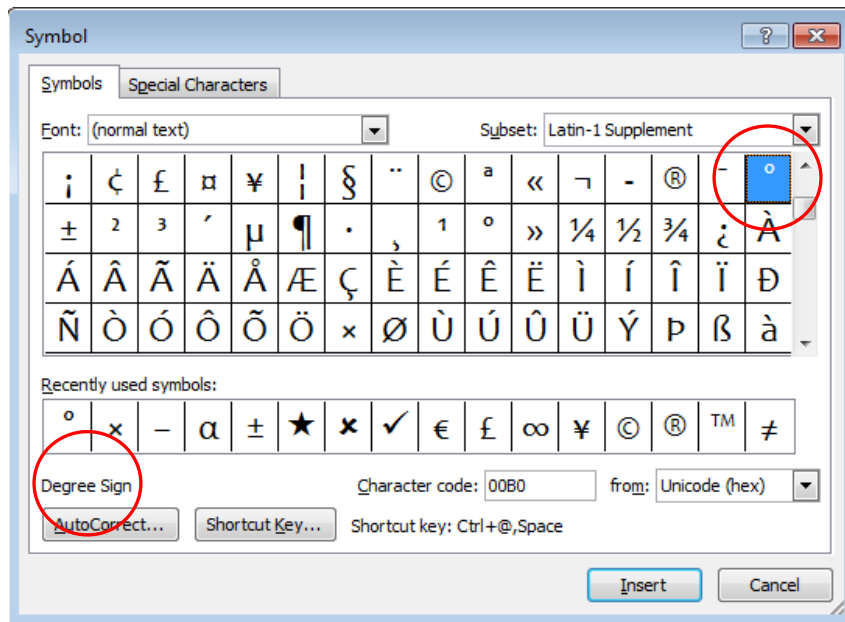 Symbol
Symbols Special Characters
Font: (normal text) Subset: Latin-1 Supplement
¡ ¢ £ ¤ ¥ ¦ § ¨ © ª « ¬ - ® ¯ °
± ² ³ ´ µ ¶ · ¸ ¹ º » ¼ ½ ¾ ¿ À
Á Â Ã Ä Å Æ Ç È É Ê Ë Ì Í Î Ï Ð
Ñ Ò Ó Ô Õ Ö × Ø Ù Ú Û Ü Ý Þ ß à
Recently used symbols:
° × – α ± ★ ✘ ✓ € £ ∞ ¥ © ® ™ ≠
Degree Sign Character code: 00B0 from: Unicode (hex)
AutoCorrect... Shortcut Key... Shortcut key: Ctrl+@,Space
Insert Cancel